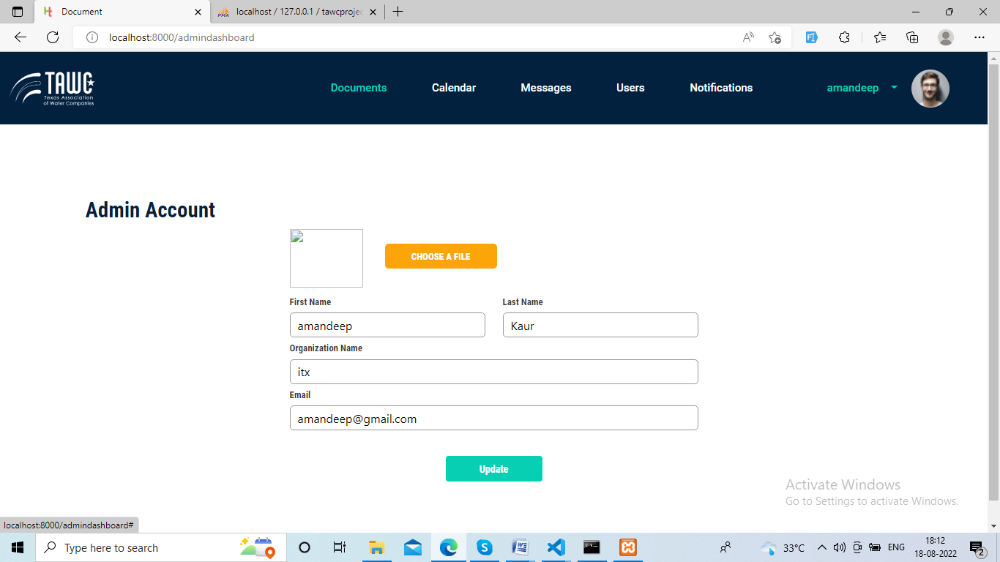 Document
PMA
localhost / 127.0.0.1 / tawcprojec
localhost:8000/admindashboard
TAWC
Texas Association
of Water Companies
Documents
Calendar
Messages
Users
Notifications
amandeep
Admin Account
CHOOSE A FILE
First Name
Last Name
amandeep
Kaur
Organization Name
itx
Email
amandeep@gmail.com
Update
Activate Windows
Go to Settings to activate Windows.
localhost:8000/admindashboard#
Type here to search
33°C
ENG
18:12
18-08-2022
2